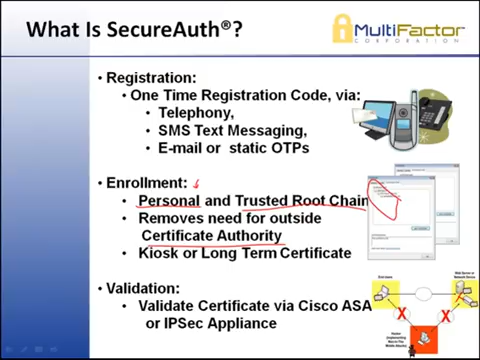 What Is SecureAuth®?
MultiFactor
CORPORATION
• Registration:
• One Time Registration Code, via:
• Telephony,
• SMS Text Messaging,
• E-mail or static OTPs
• Enrollment:
• Personal and Trusted Root Chain
• Removes need for outside
Certificate Authority
• Kiosk or Long Term Certificate
• Validation:
• Validate Certificate via Cisco ASA
or IPSec Appliance